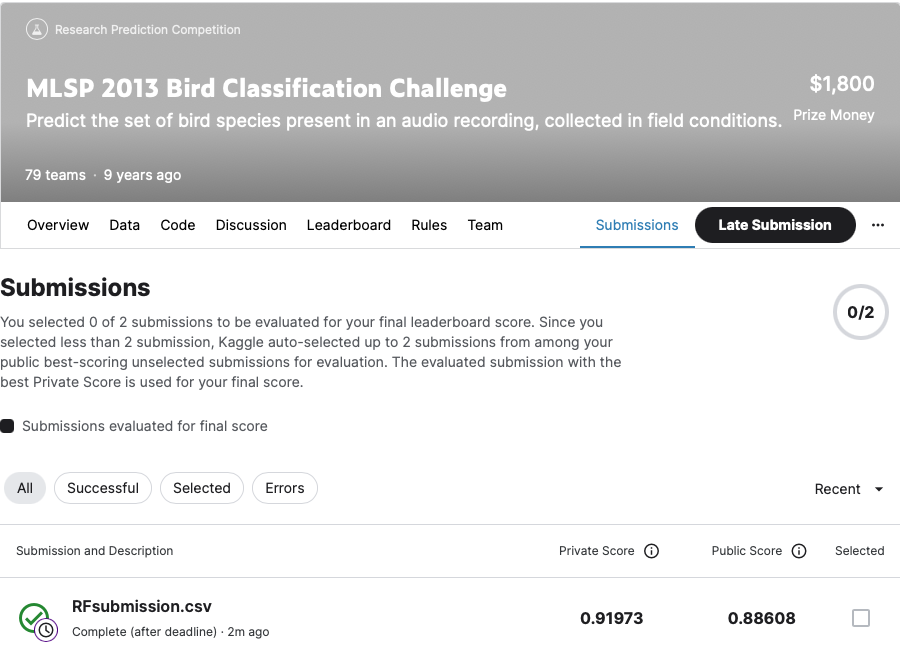 Research Prediction Competition
MLSP 2013 Bird Classification Challenge
$1,800
Predict the set of bird species present in an audio recording, collected in field conditions.
Prize Money
79 teams · 9 years ago
Overview Data Code Discussion Leaderboard Rules Team Submissions Late Submission ...
Submissions
0/2
You selected 0 of 2 submissions to be evaluated for your final leaderboard score. Since you
selected less than 2 submission, Kaggle auto-selected up to 2 submissions from among your
public best-scoring unselected submissions for evaluation. The evaluated submission with the
best Private Score is used for your final score.
Submissions evaluated for final score
All Successful Selected Errors Recent
Submission and Description Private Score Public Score Selected
RFsubmission.csv
0.91973 0.88608
Complete (after deadline) · 2m ago